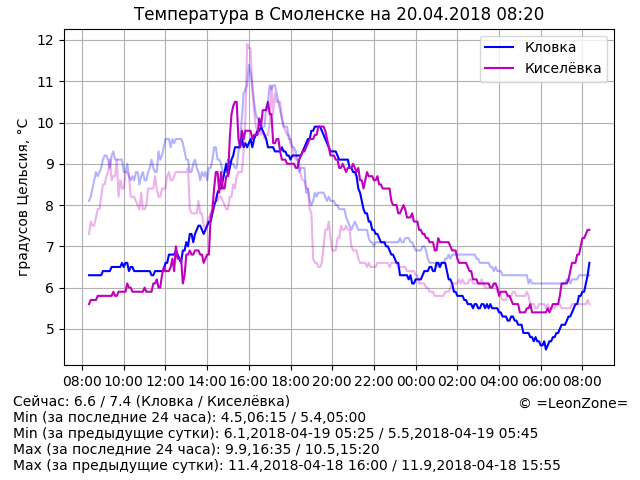 Температура в Смоленске на 20.04.2018 08:20
Кловка
Киселёвка
градусов Цельсия, °C
12
11
10
9
8
7
6
5
08:00 10:00 12:00 14:00 16:00 18:00 20:00 22:00 00:00 02:00 04:00 06:00 08:00
Сейчас: 6.6 / 7.4 (Кловка / Киселёвка)
© =LeonZone=
Min (за последние 24 часа): 4.5,06:15 / 5.4,05:00
Min (за предыдущие сутки): 6.1,2018-04-19 05:25 / 5.5,2018-04-19 05:45
Max (за последние 24 часа): 9.9,16:35 / 10.5,15:20
Max (за предыдущие сутки): 11.4,2018-04-18 16:00 / 11.9,2018-04-18 15:55